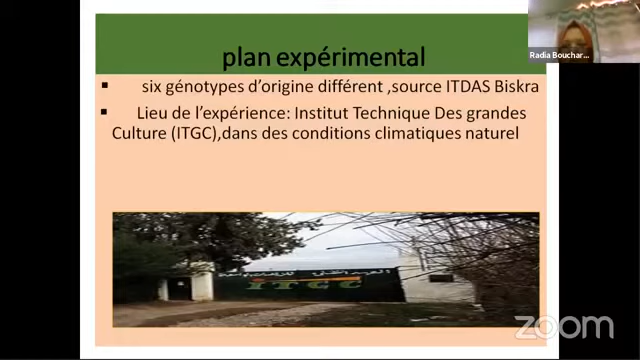 plan expérimental
Radia Bouchar...
▪ six génotypes d'origine différent ,source ITDAS Biskra
▪ Lieu de l'expérience: Institut Technique Des grandes
Culture (ITGC),dans des conditions climatiques naturel
ITGC
zoom